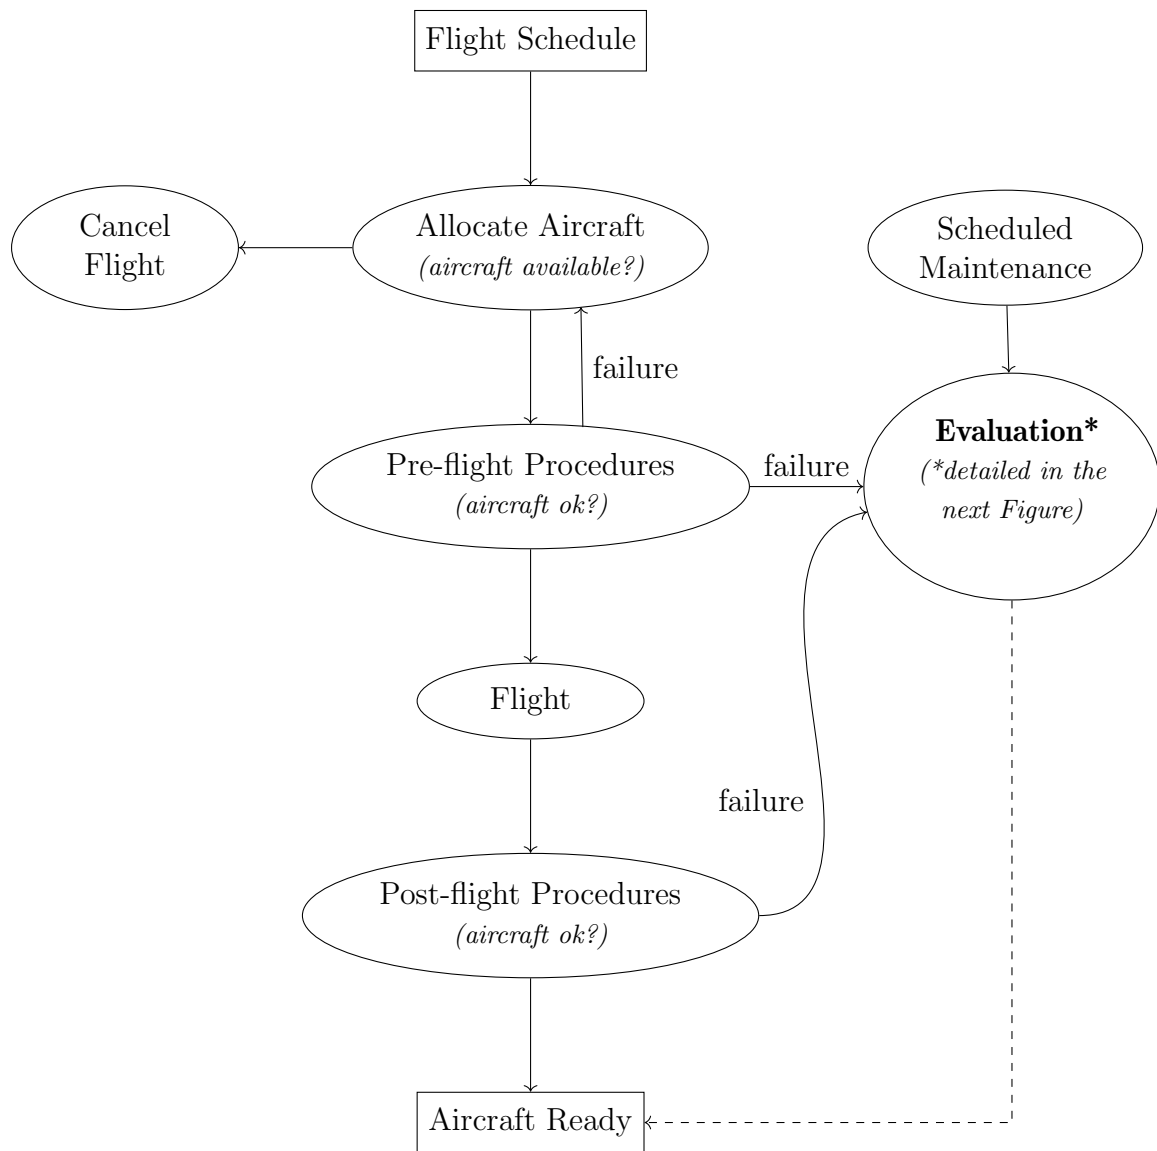 Flight Schedule
Cancel
Flight
Allocate Aircraft
(aircraft available?)
Scheduled
Maintenance
failure
Pre-flight Procedures
(aircraft ok?)
failure
Evaluation*
(*detailed in the
next Figure)
Flight
failure
Post-flight Procedures
(aircraft ok?)
Aircraft Ready